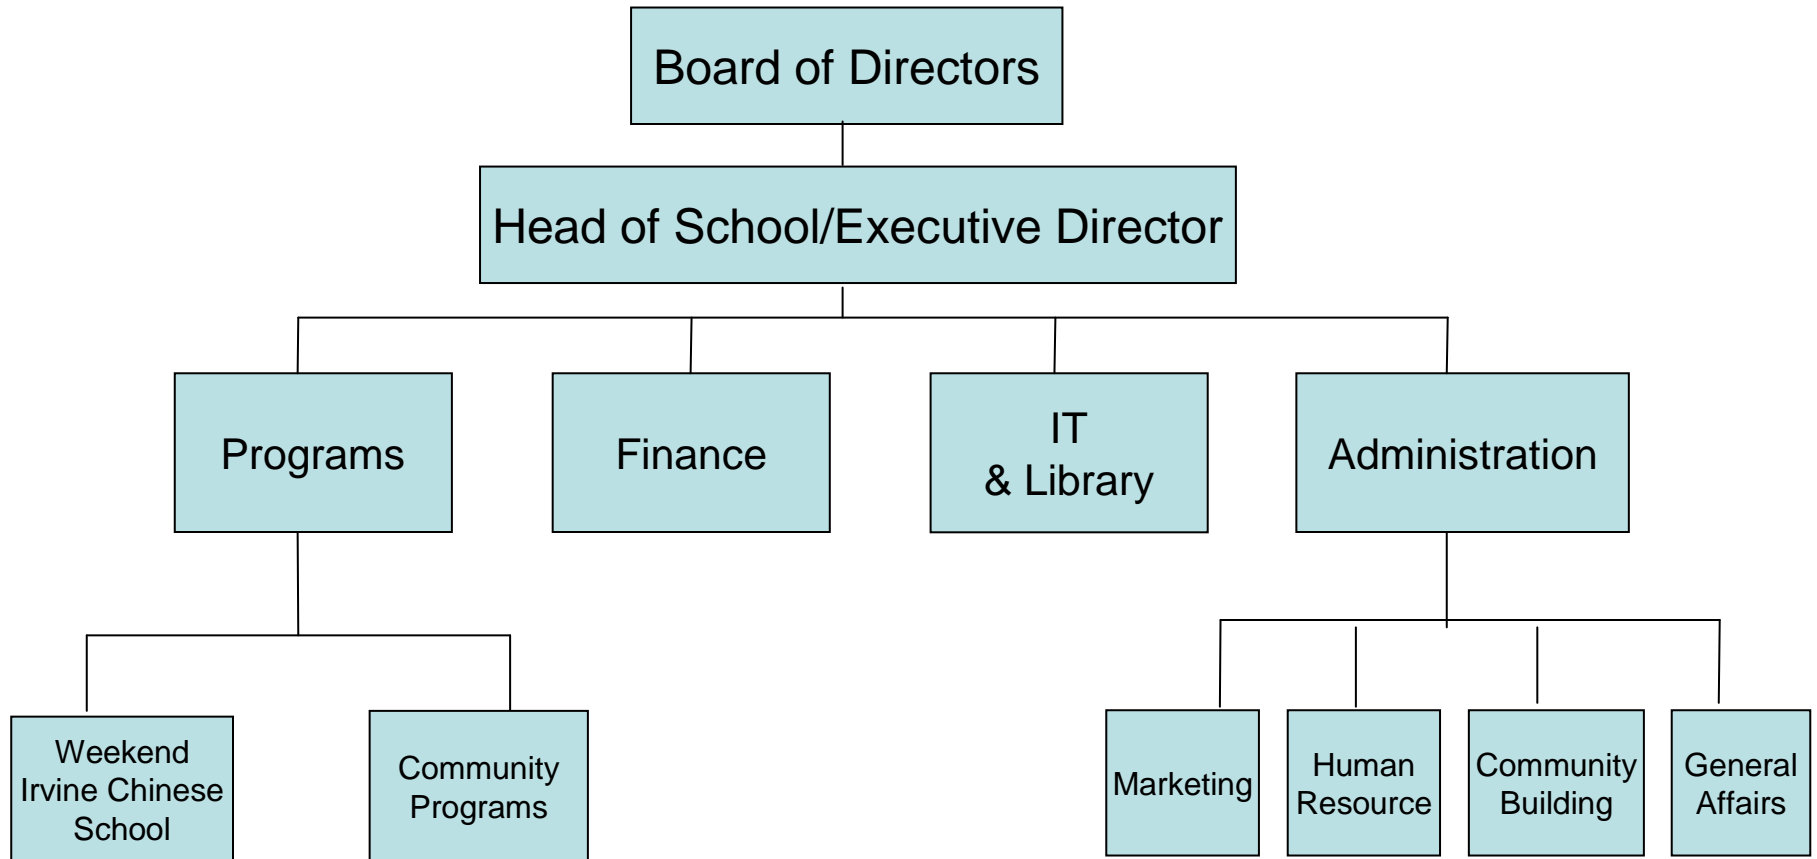 Board of Directors
Head of School/Executive Director
Programs
Finance
IT
& Library
Administration
Weekend
Irvine Chinese
School
Community
Programs
Marketing
Human
Resource
Community
Building
General
Affairs